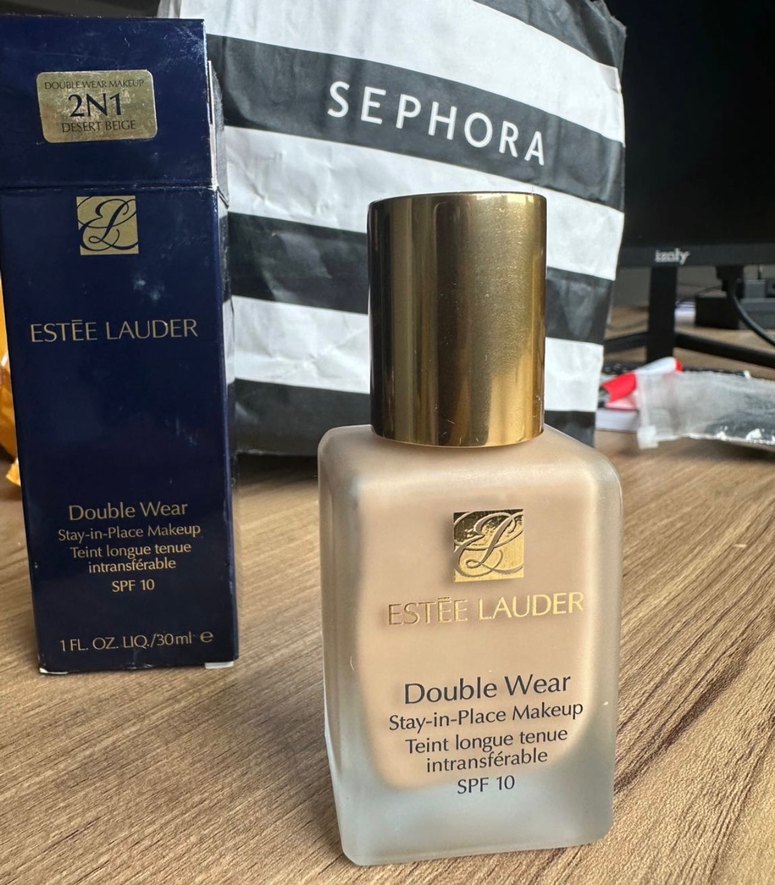 DOUBLE WEAR MAKEUP
2N1
DESERT BEIGE
ESTĒE LAUDER
Double Wear
Stay-in-Place Makeup
Teint longue tenue
intransférable
SPF 10
1 FL. OZ. LIQ./30ml e
SEPHORA
izoly
ESTĒE LAUDER
Double Wear
Stay-in-Place Makeup
Teint longue tenue
intransférable
SPF 10